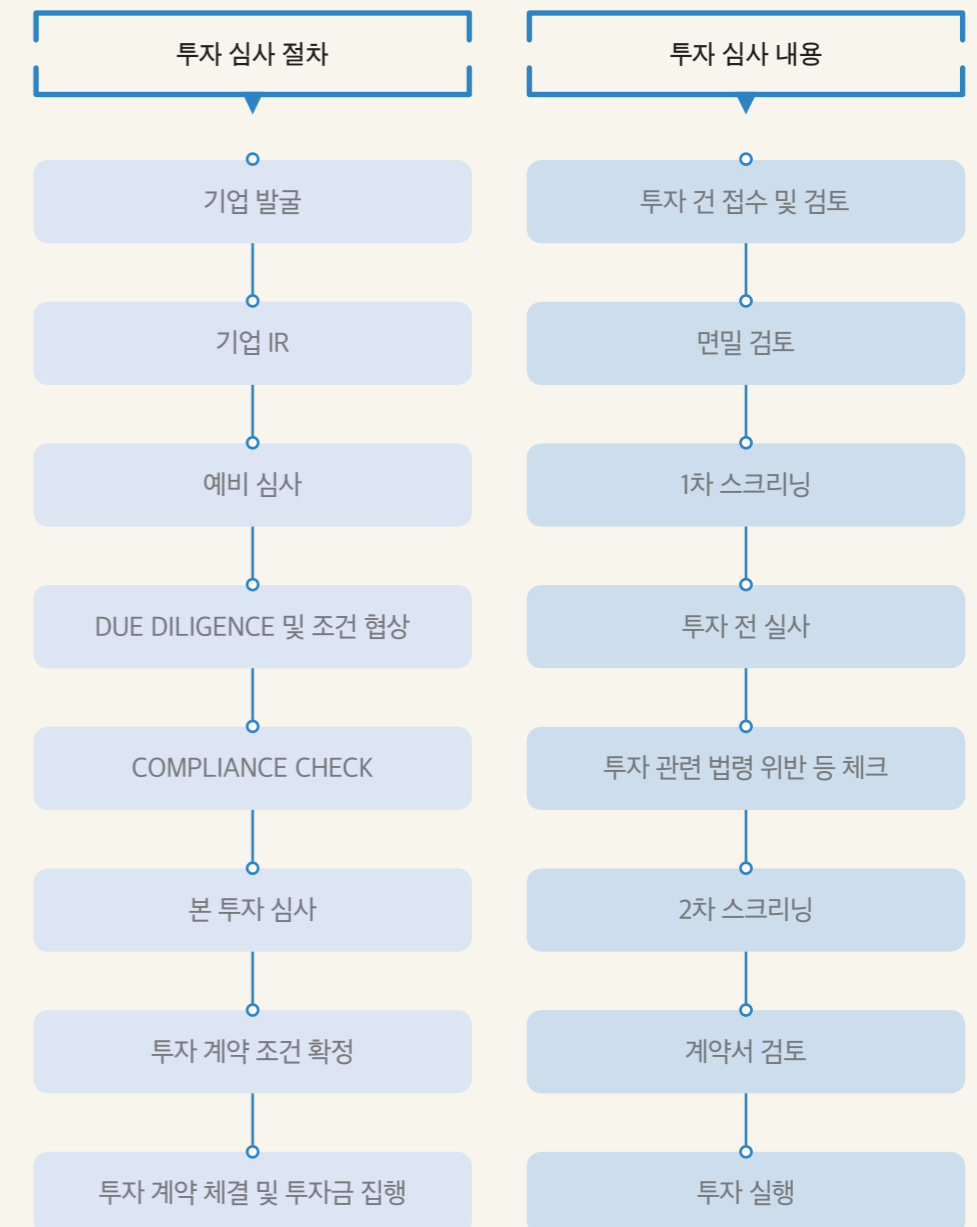 투자 심사 절차
투자 심사 내용
기업 발굴
투자 건 접수 및 검토
기업 IR
면밀 검토
예비 심사
1차 스크리닝
DUE DILIGENCE 및 조건 협상
투자 전 실사
COMPLIANCE CHECK
투자 관련 법령 위반 등 체크
본 투자 심사
2차 스크리닝
투자 계약 조건 확정
계약서 검토
투자 계약 체결 및 투자금 집행
투자 실행